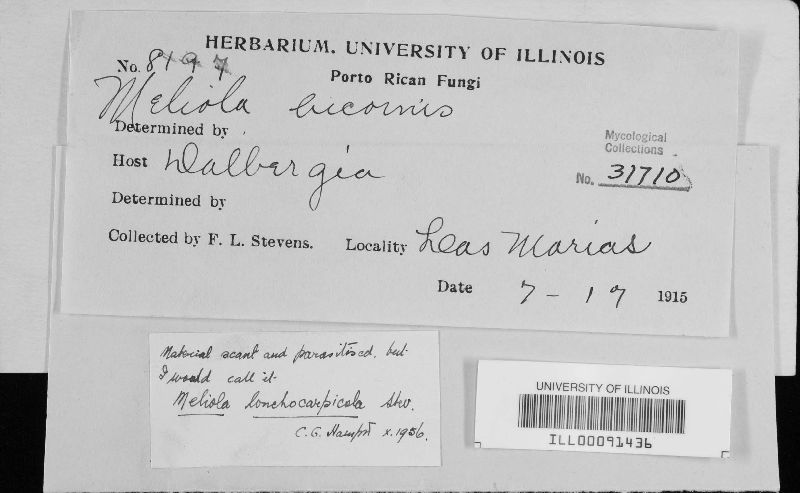 HERBARIUM, UNIVERSITY OF ILLINOIS
No. 8197
Porto Rican Fungi
Meliola bicornis
Determined by
Mycological
Collections
Host Dalbergia
No. 31710
Determined by
Collected by F. L. Stevens. Locality Las Marias
Date 7-17 1915
Material scant and parasitised, but
I would call it
Meliola lonchocarpicola Stev.
C.G. x.1956.
UNIVERSITY OF ILLINOIS
ILL00091436